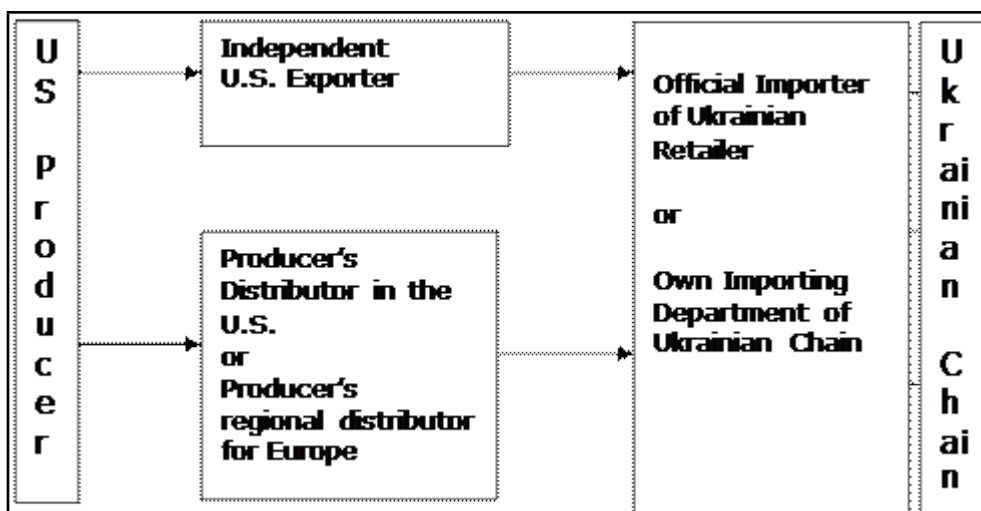 U
S
P
r
o
d
u
c
e
r
Independent
U.S. Exporter
Producer's
Distributor in the
U.S.
or
Producer's
regional distributor
for Europe
Official Importer
of Ukrainian
Retailer
or
Own Importing
Department of
Ukrainian Chain
U
k
r
ai
ni
a
n
C
h
ai
n